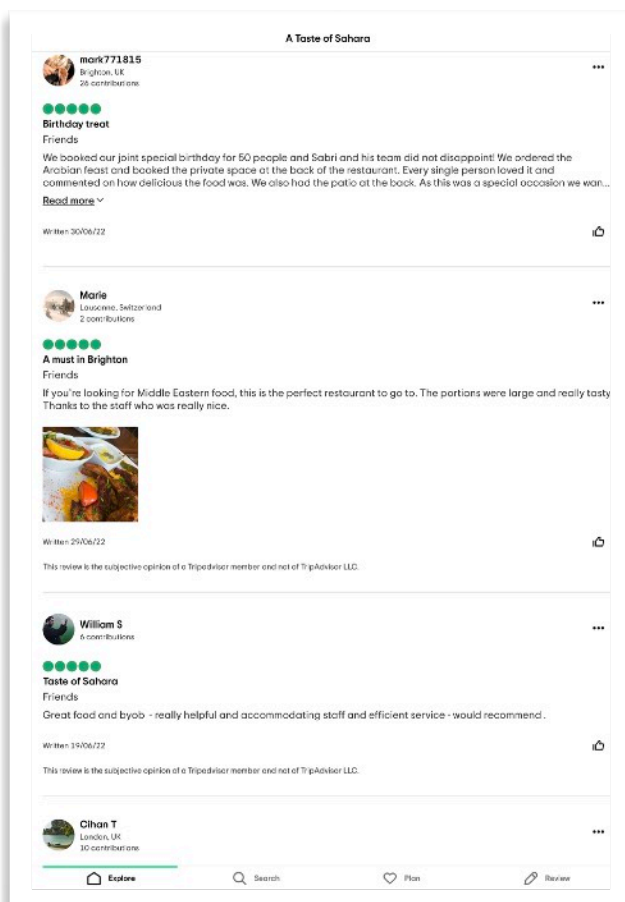 A Taste of Sahara
mark771815
Brighton, UK
26 contributions
Birthday treat
Friends
We booked our joint special birthday for 50 people and Sabri and his team did not disappoint! We ordered the
Arabian feast and booked the private space at the back of the restaurant. Every single person loved it and
commented on how delicious the food was. We also had the patio at the back. As this was a special occasion we wan...
Read more
Written 30/06/22
Marie
Lausanne, Switzerland
2 contributions
A must in Brighton
Friends
If you're looking for Middle Eastern food, this is the perfect restaurant to go to. The portions were large and really tasty
Thanks to the staff who was really nice.
Written 29/06/22
This review is the subjective opinion of a Tripadvisor member and not of TripAdvisor LLC.
William S
6 contributions
Taste of Sahara
Friends
Great food and byob - really helpful and accommodating staff and efficient service - would recommend .
Written 19/06/22
This review is the subjective opinion of a Tripadvisor member and not of TripAdvisor LLC.
Cihan T
London, UK
10 contributions
Explore Search Plan Review